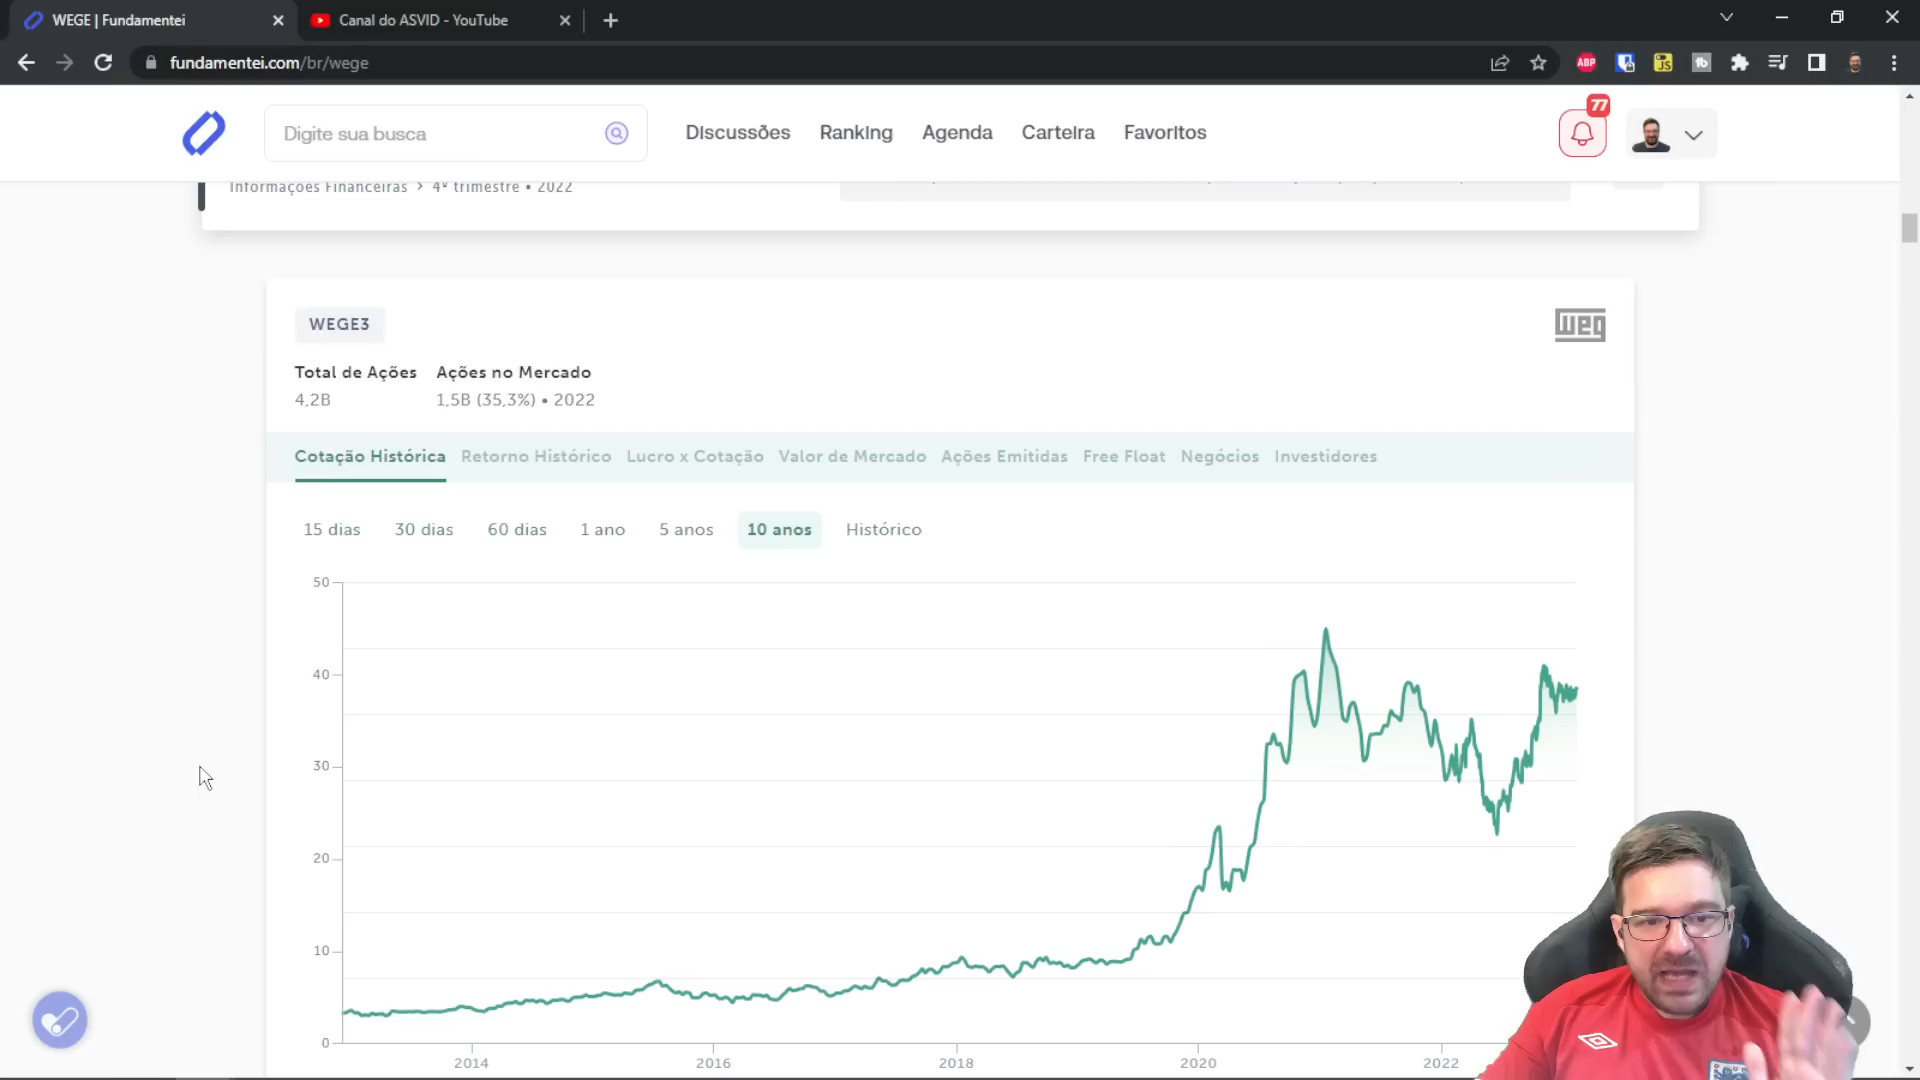 WEGE | Fundamentei
Canal do ASVID - YouTube
fundamentei.com/br/wege
ABP
JS
tb
Digite sua busca
Discussões
Ranking
Agenda
Carteira
Favoritos
77
Informações Financeiras > 4º trimestre • 2022
WEGE3
weg
Total de Ações
Ações no Mercado
4,2B
1,5B (35,3%) • 2022
Cotação Histórica
Retorno Histórico
Lucro x Cotação
Valor de Mercado
Ações Emitidas
Free Float
Negócios
Investidores
15 dias
30 dias
60 dias
1 ano
5 anos
10 anos
Histórico
50
40
30
20
10
0
2014
2016
2018
2020
2022